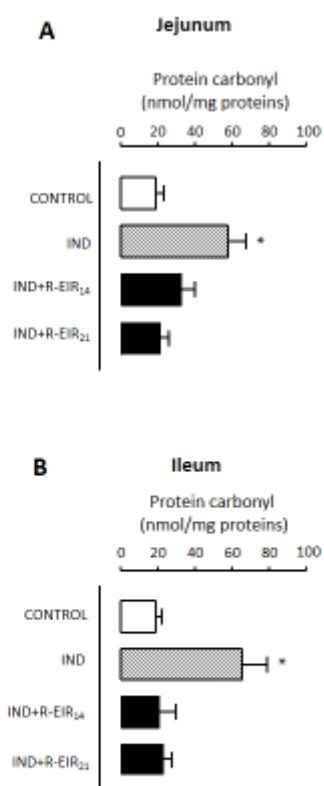 A
Jejunum
Protein carbonyl
(nmol/mg proteins)
0 20 40 60 80 100
CONTROL
IND *
IND+R-EIR₁₄
IND+R-EIR₂₁
B
Ileum
Protein carbonyl
(nmol/mg proteins)
0 20 40 60 80 100
CONTROL
IND *
IND+R-EIR₁₄
IND+R-EIR₂₁